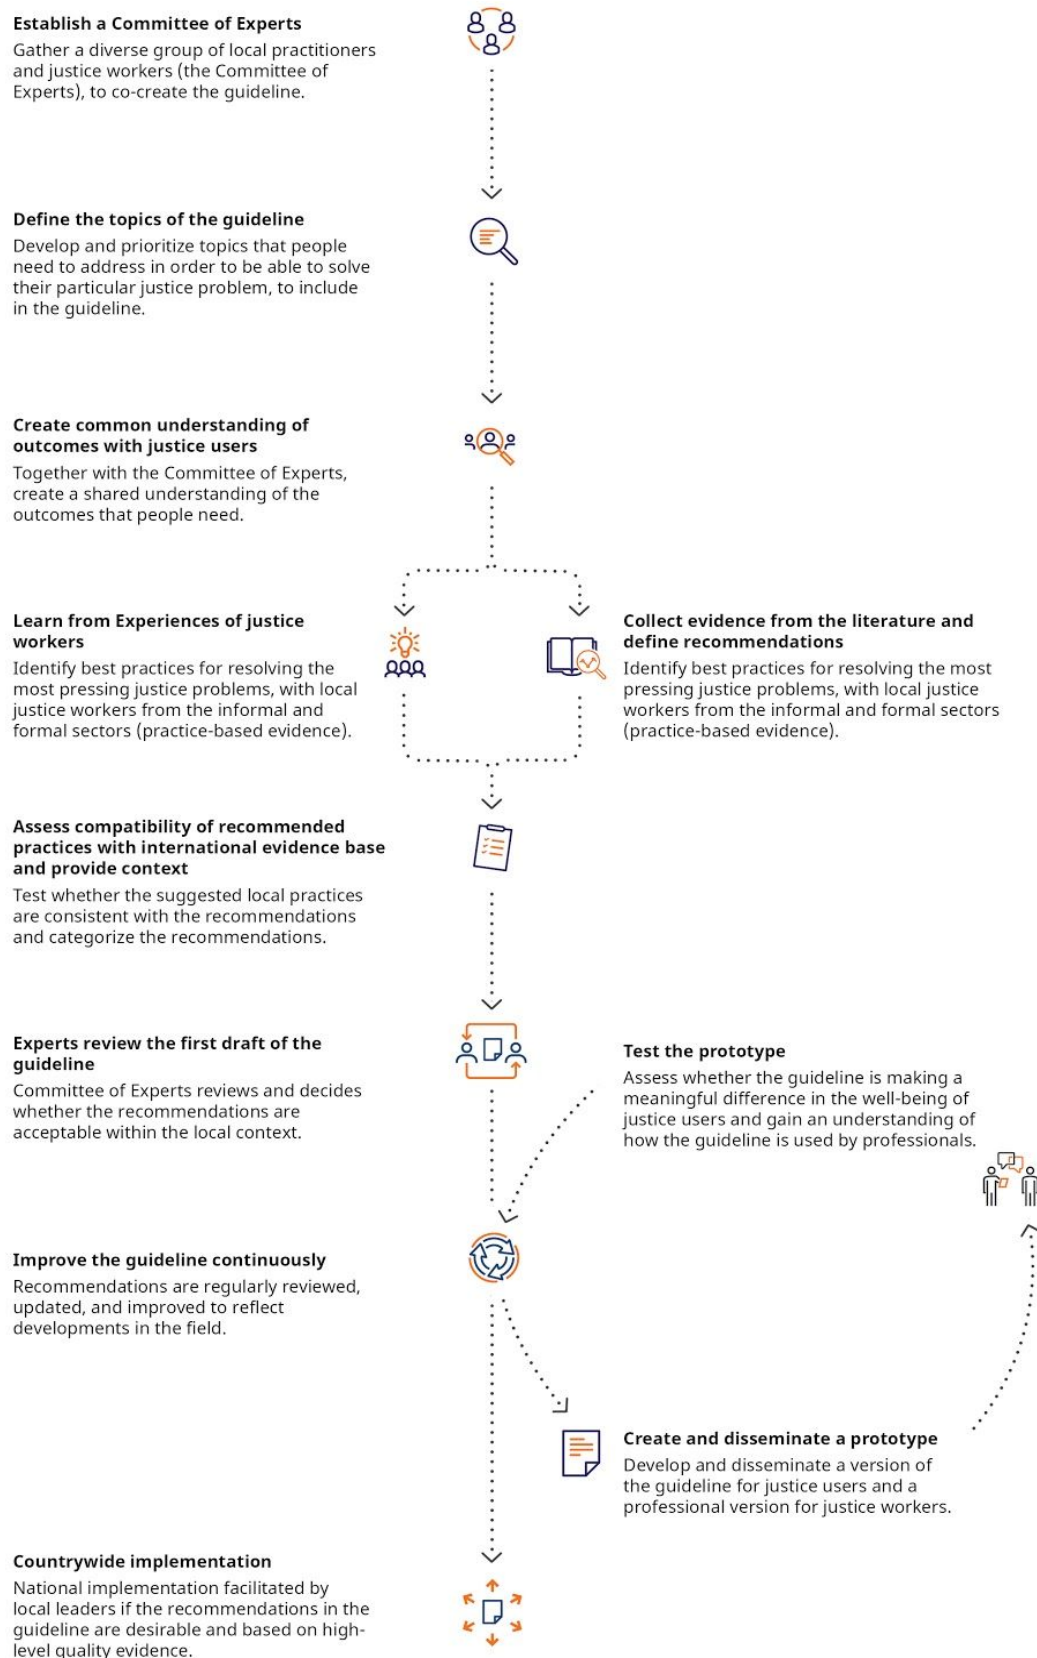 Establish a Committee of Experts
Gather a diverse group of local practitioners
and justice workers (the Committee of
Experts), to co-create the guideline.
Define the topics of the guideline
Develop and prioritize topics that people
need to address in order to be able to solve
their particular justice problem, to include
in the guideline.
Create common understanding of
outcomes with justice users
Together with the Committee of Experts,
create a shared understanding of the
outcomes that people need.
Learn from Experiences of justice
workers
Identify best practices for resolving the
most pressing justice problems, with local
justice workers from the informal and
formal sectors (practice-based evidence).
Collect evidence from the literature and
define recommendations
Identify best practices for resolving the most
pressing justice problems, with local justice
workers from the informal and formal sectors
(practice-based evidence).
Assess compatibility of recommended
practices with international evidence base
and provide context
Test whether the suggested local practices
are consistent with the recommendations
and categorize the recommendations.
Experts review the first draft of the
guideline
Committee of Experts reviews and decides
whether the recommendations are
acceptable within the local context.
Test the prototype
Assess whether the guideline is making a
meaningful difference in the well-being of
justice users and gain an understanding of
how the guideline is used by professionals.
Improve the guideline continuously
Recommendations are regularly reviewed,
updated, and improved to reflect
developments in the field.
Create and disseminate a prototype
Develop and disseminate a version of
the guideline for justice users and a
professional version for justice workers.
Countrywide implementation
National implementation facilitated by
local leaders if the recommendations in the
guideline are desirable and based on high-
level quality evidence.